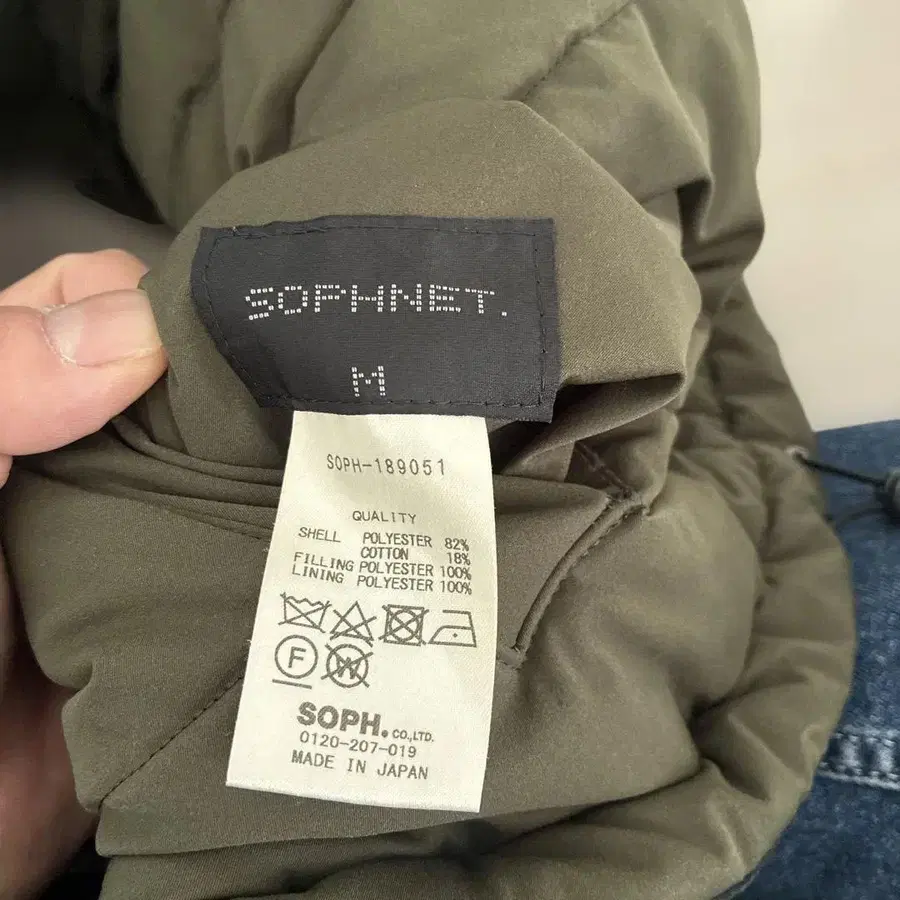 SOPHNET.
M
SOPH-189051
QUALITY
SHELL POLYESTER 82%
COTTON 18%
FILLING POLYESTER 100%
LINING POLYESTER 100%
F W
SOPH. CO.,LTD.
0120-207-019
MADE IN JAPAN